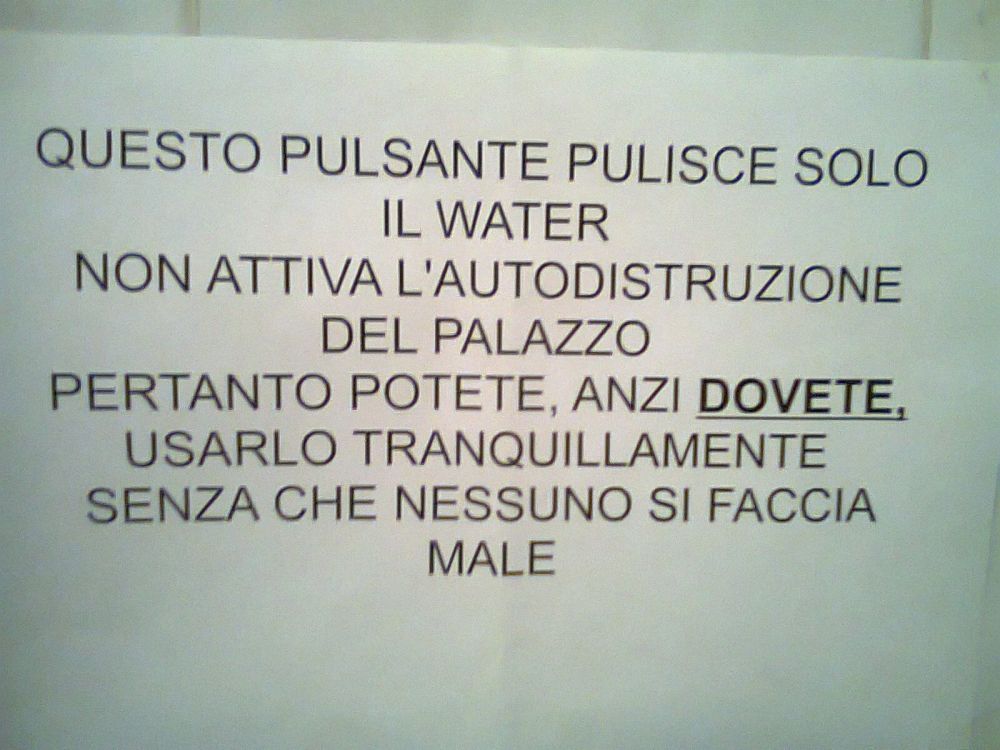 QUESTO PULSANTE PULISCE SOLO
IL WATER
NON ATTIVA L'AUTODISTRUZIONE
DEL PALAZZO
PERTANTO POTETE, ANZI DOVETE,
USARLO TRANQUILLAMENTE
SENZA CHE NESSUNO SI FACCIA
MALE